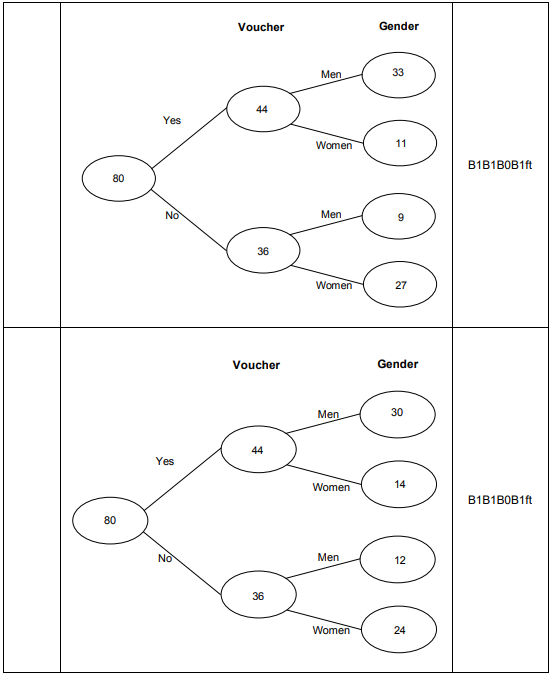 Voucher Gender
Men 33
44
Yes
Women 11
80
B1B1B0B1ft
Men 9
No
36
Women 27
Voucher Gender
Men 30
44
Yes
Women 14
B1B1B0B1ft
80
Men 12
No
36
Women 24